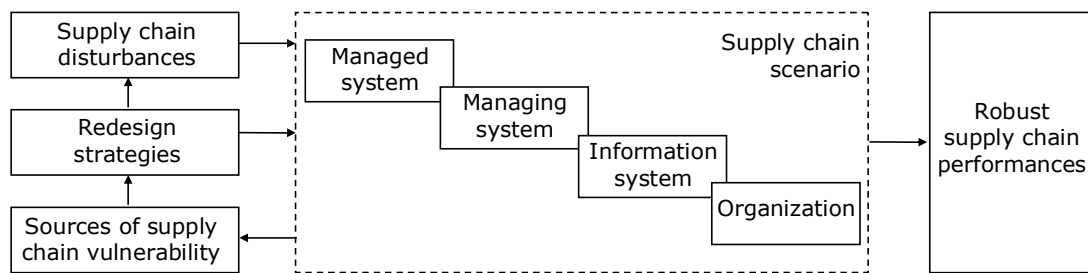 Supply chain
disturbances
Redesign
strategies
Sources of supply
chain vulnerability
Supply chain
scenario
Managed
system
Managing
system
Information
system
Organization
Robust
supply chain
performances